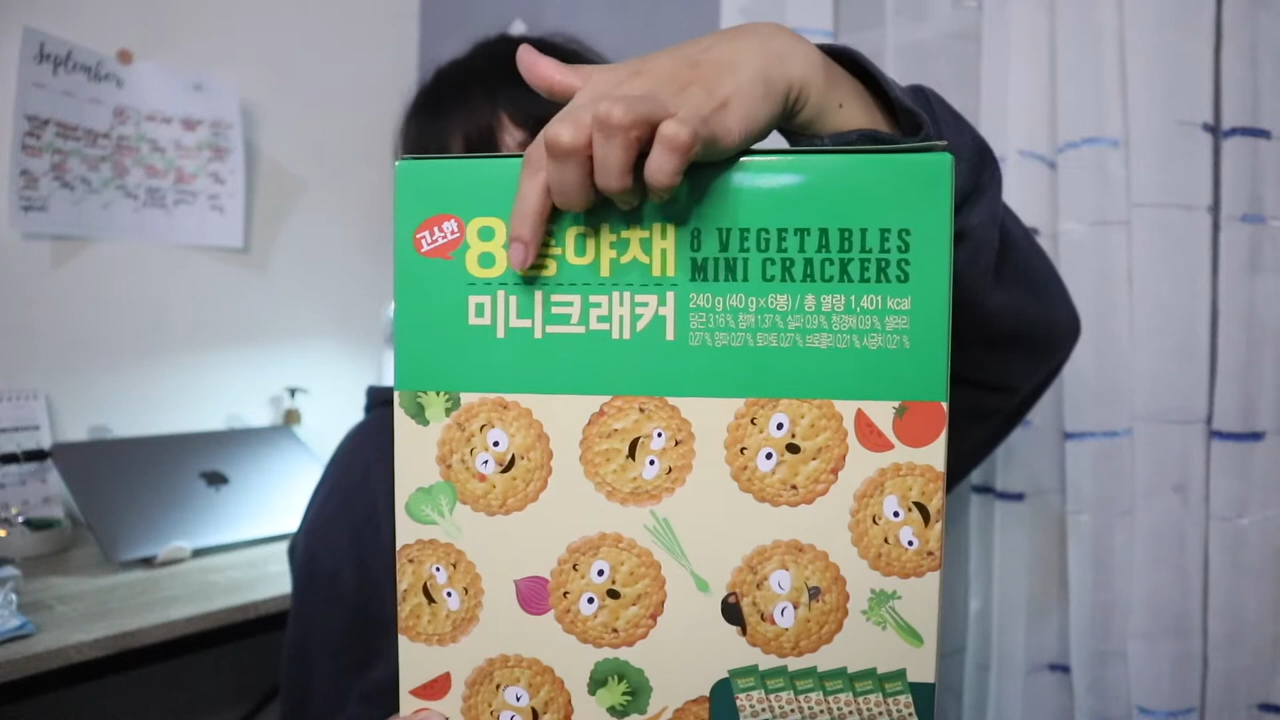 September
고소한
8종야채
미니크래커
8 VEGETABLES
MINI CRACKERS
240 g (40 g×6봉) / 총 열량 1,401 kcal
당근 3.16 %, 참깨 1.37 %, 실파 0.9 %, 청경채 0.9 %, 샐러리
0.27 %, 양파 0.27 %, 토마토 0.27 %, 브로콜리 0.21 %, 시금치 0.21 %